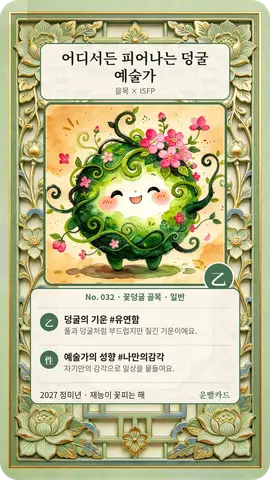 어디서든 피어나는 덩굴
예술가
을목 × ISFP
乙
No. 032 · 꽃덩굴 골목 · 일반
乙 덩굴의 기운 #유연함
풀과 덩굴처럼 부드럽지만 질긴 기운이에요.
性 예술가의 성향 #나만의감각
자기만의 감각으로 일상을 물들여요.
2027 정미년 · 재능이 꽃피는 해 운빨카드